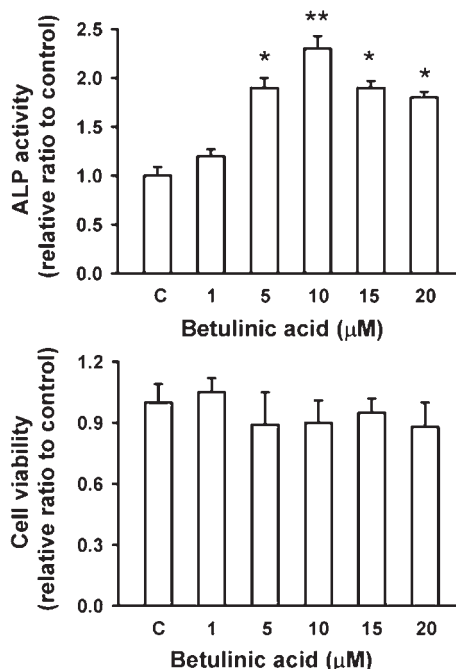 ALP activity
(relative ratio to control)
2.5
2.0
1.5
1.0
0.5
0.0
*
**
*
*
C 1 5 10 15 20
Betulinic acid (μM)
Cell viability
(relative ratio to control)
1.2
0.9
0.6
0.3
0.0
C 1 5 10 15 20
Betulinic acid (μM)